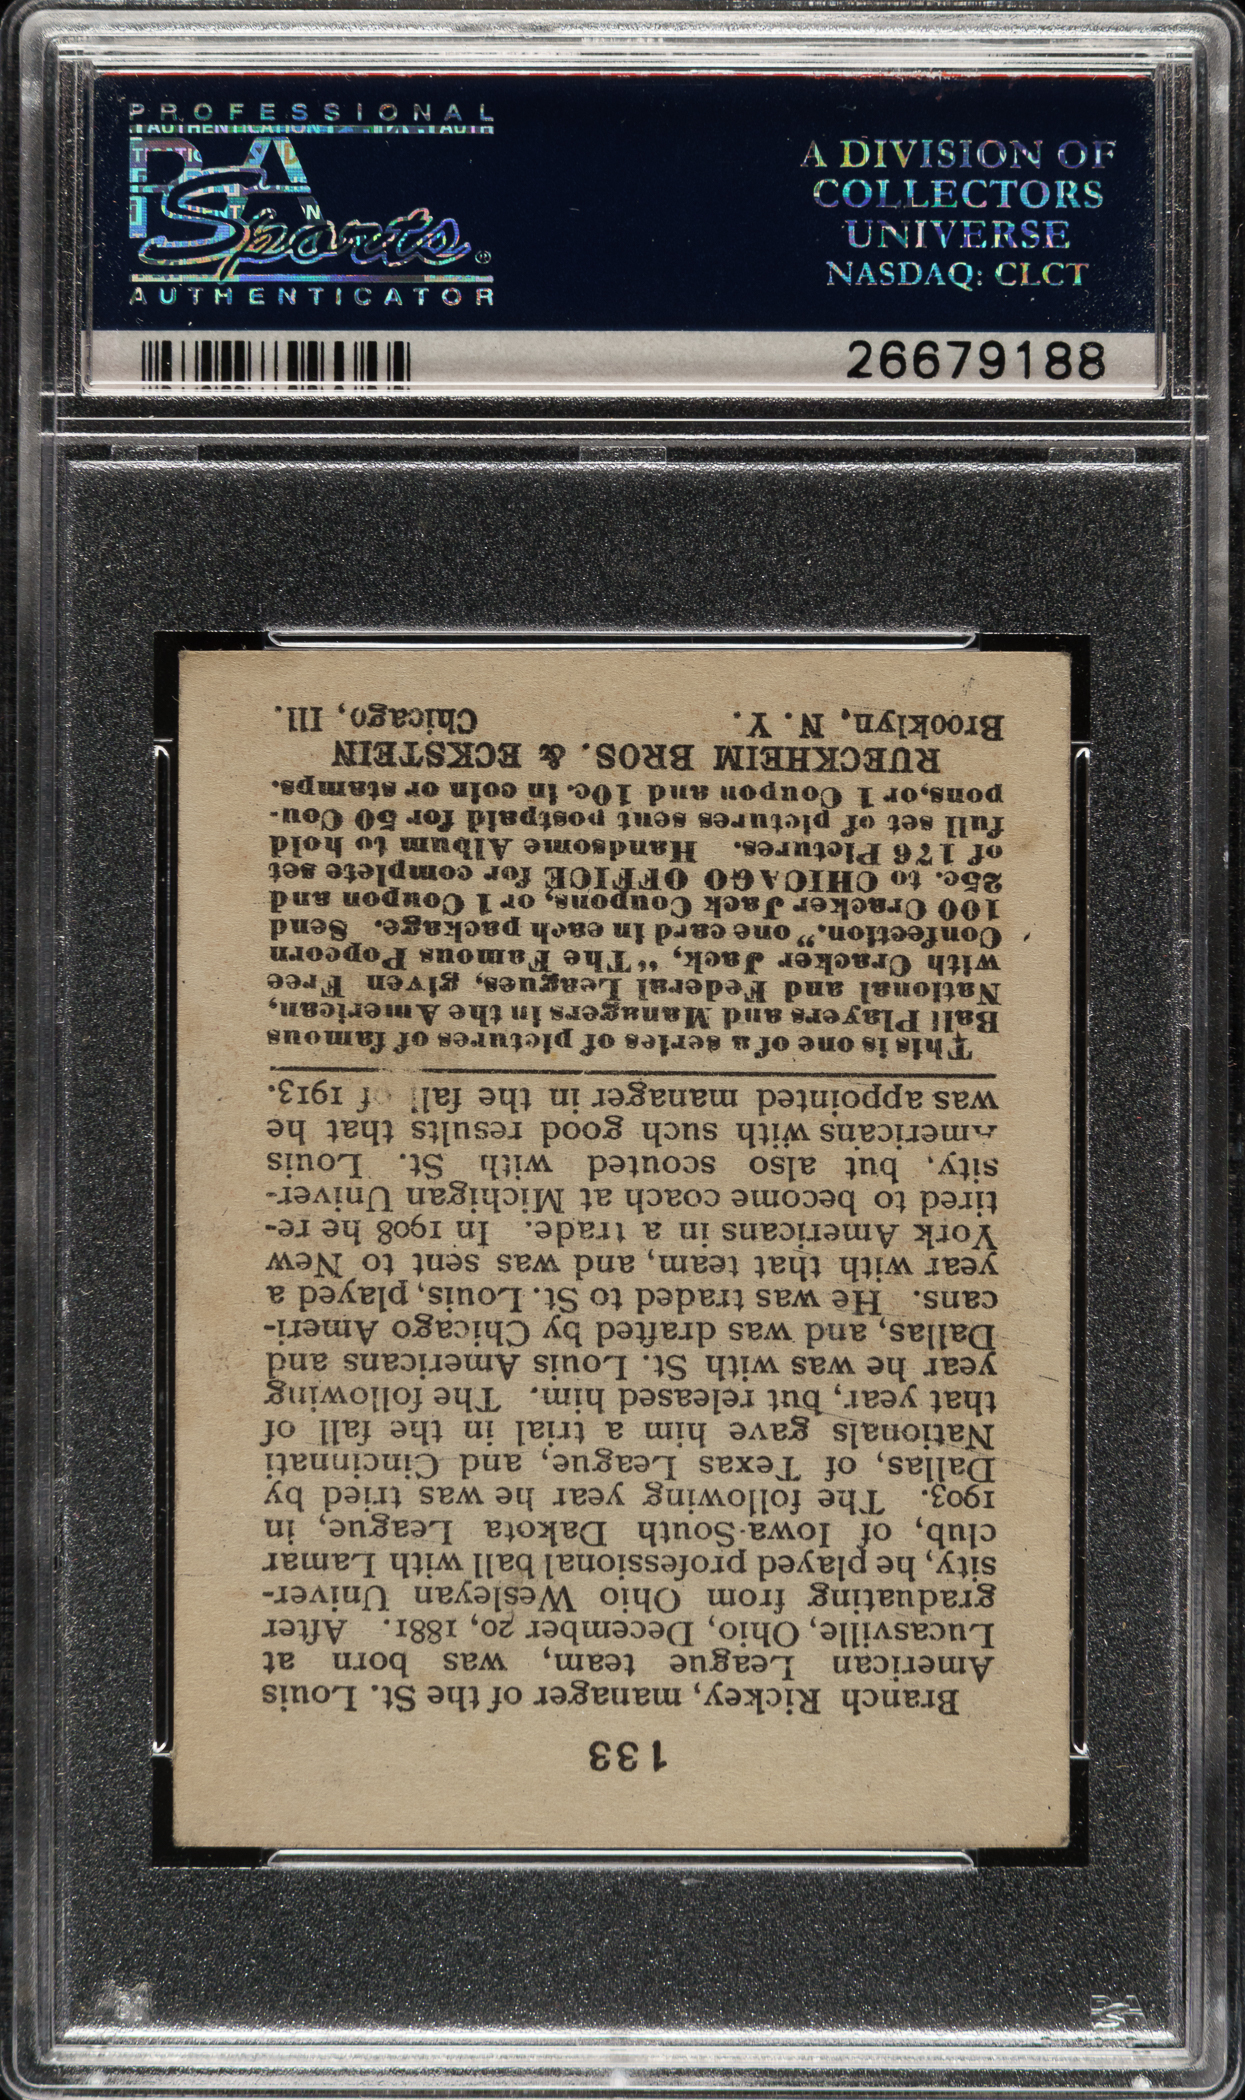 PROFESSIONAL
PSA
Sports®
AUTHENTICATOR
A DIVISION OF
COLLECTORS
UNIVERSE
NASDAQ: CLCT
26679188
133
Branch Rickey, manager of the St. Louis
American League team, was born at
Lucasville, Ohio, December 20, 1881. After
graduating from Ohio Wesleyan Univer-
sity, he played professional ball with Lamar
club, of Iowa-South Dakota League, in
1903. The following year he was tried by
Dallas, of Texas League, and Cincinnati
Nationals gave him a trial in the fall of
that year, but released him. The following
year he was with St. Louis Americans and
Dallas, and was drafted by Chicago Ameri-
cans. He was traded to St. Louis, played a
year with that team, and was sent to New
York Americans in a trade. In 1908 he re-
tired to become coach at Michigan Univer-
sity, but also scouted with St. Louis
Americans with such good results that he
was appointed manager in the fall of 1913.
This is one of a series of pictures of famous
Ball Players and Managers in the American,
National and Federal Leagues, given Free
with Cracker Jack, "The Famous Popcorn
Confection," one card in each package. Send
100 Cracker Jack Coupons, or 1 Coupon and
25c. to CHICAGO OFFICE for complete set
of 176 Pictures. Handsome Album to hold
full set of pictures sent postpaid for 50 Cou-
pons,or 1 Coupon and 10c. in coin or stamps.
RUECKHEIM BROS. & ECKSTEIN
Brooklyn, N. Y. Chicago, Ill.